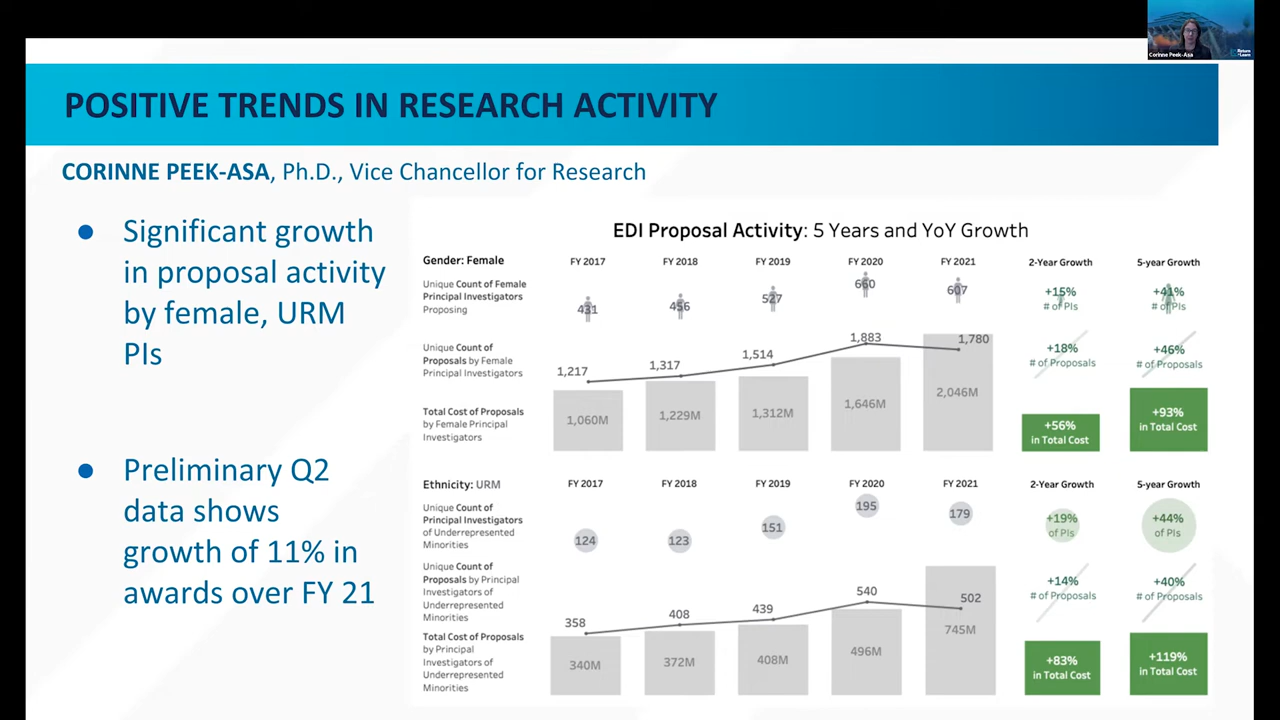 Corinne Peek-Asa
Return
to Learn
POSITIVE TRENDS IN RESEARCH ACTIVITY
CORINNE PEEK-ASA, Ph.D., Vice Chancellor for Research
● Significant growth
in proposal activity
by female, URM
PIs
● Preliminary Q2
data shows
growth of 11% in
awards over FY 21
EDI Proposal Activity: 5 Years and YoY Growth
Gender: Female FY 2017 FY 2018 FY 2019 FY 2020 FY 2021 2-Year Growth 5-year Growth
Unique Count of Female
Principal Investigators
Proposing
431 456 527 660 607
+15%
# of PIs
+41%
# of PIs
Unique Count of
Proposals by Female
Principal Investigators
1,217 1,317 1,514 1,883 1,780
+18%
# of Proposals
+46%
# of Proposals
Total Cost of Proposals
by Female Principal
Investigators
1,060M 1,229M 1,312M 1,646M 2,046M
+56%
in Total Cost
+93%
in Total Cost
Ethnicity: URM FY 2017 FY 2018 FY 2019 FY 2020 FY 2021 2-Year Growth 5-year Growth
Unique Count of
Principal Investigators
of Underrepresented
Minorities
124 123 151 195 179
+19%
of PIs
+44%
of PIs
Unique Count of
Proposals by Principal
Investigators of
Underrepresented
Minorities
358 408 439 540 502
+14%
# of Proposals
+40%
# of Proposals
Total Cost of Proposals
by Principal
Investigators of
Underrepresented
Minorities
340M 372M 408M 496M 745M
+83%
in Total Cost
+119%
in Total Cost